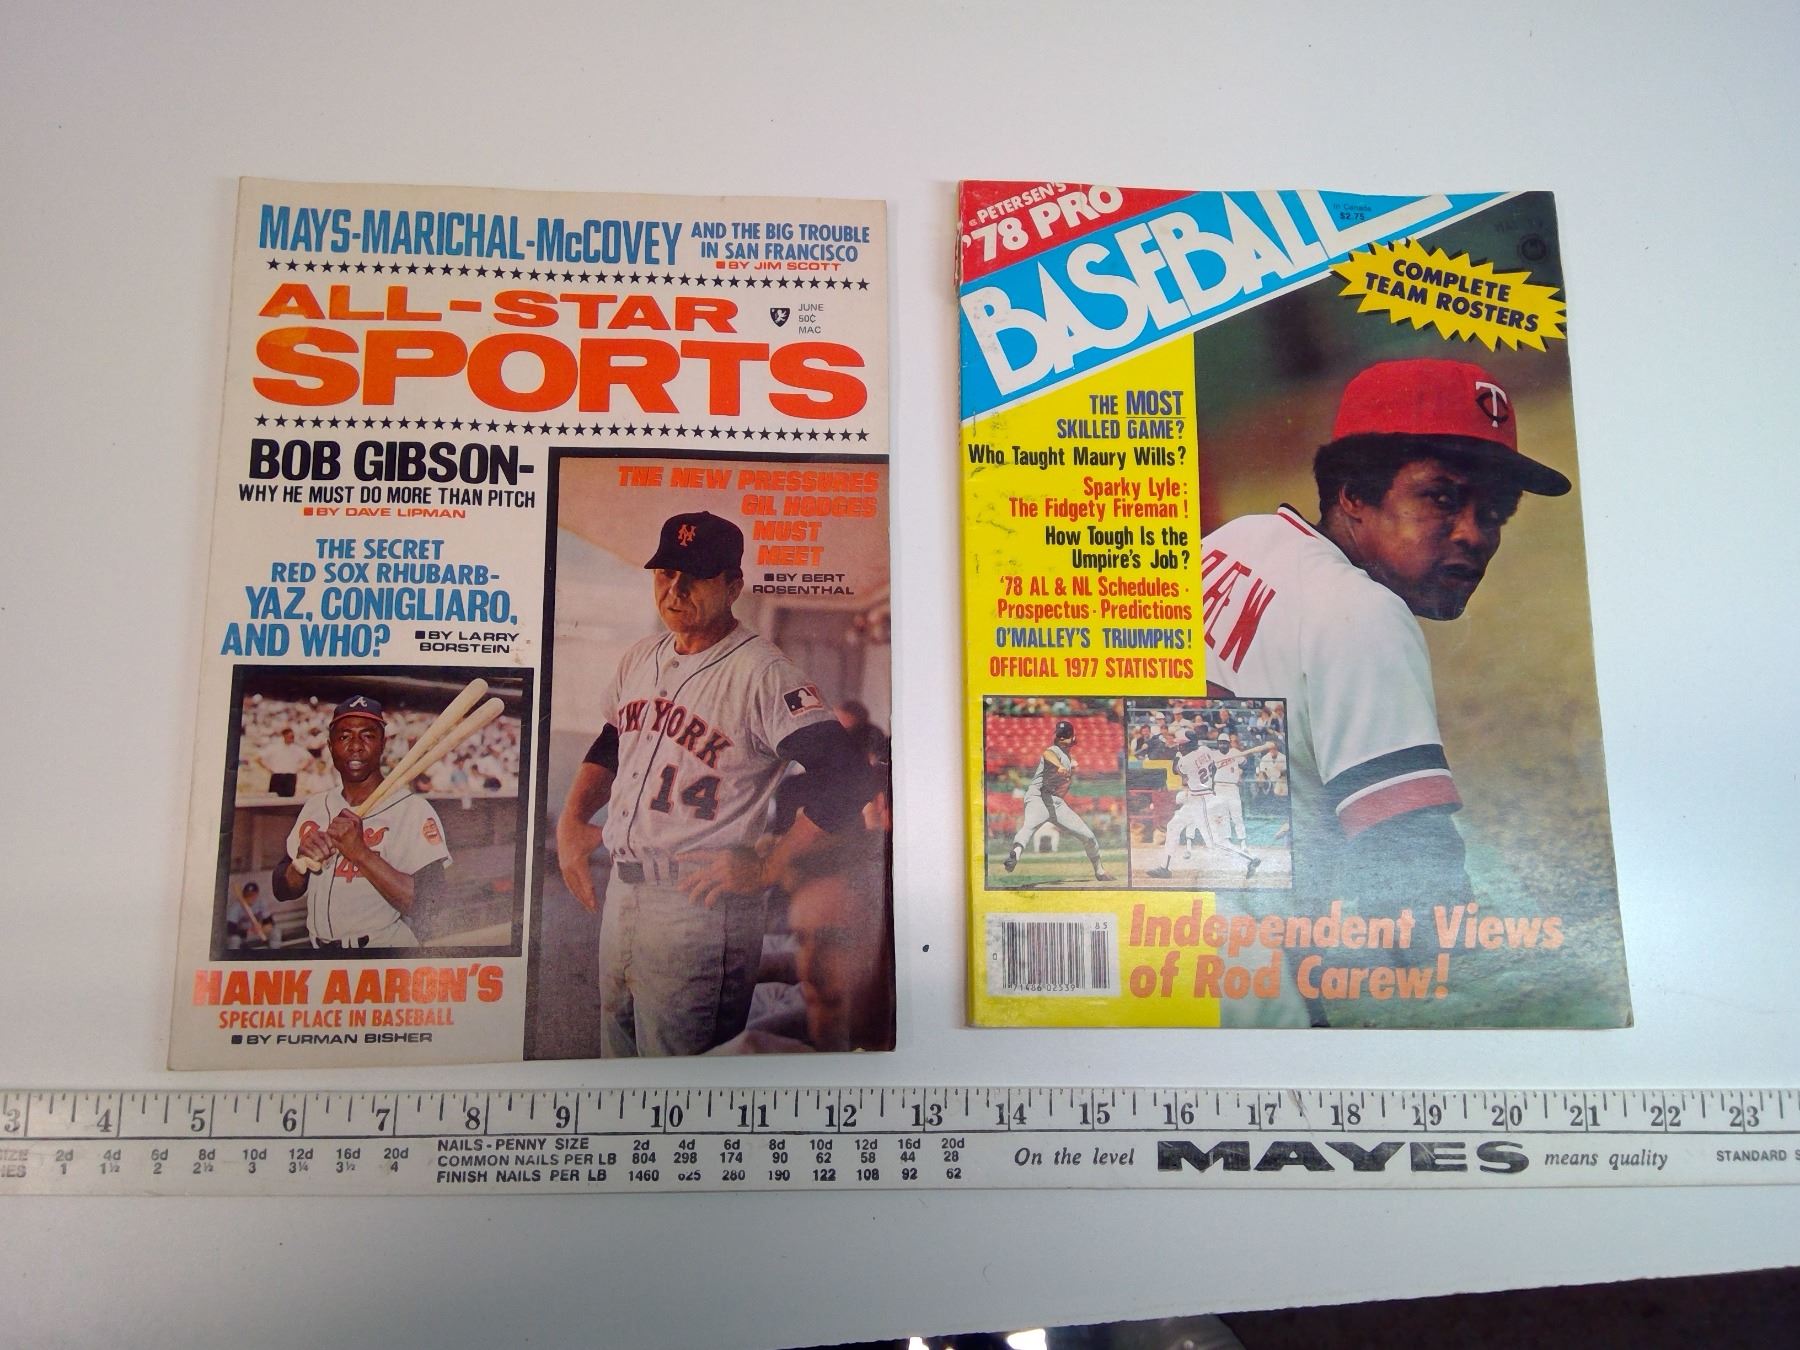 MAYS-MARICHAL-McCOVEY
AND THE BIG TROUBLE
IN SAN FRANCISCO
BY JIM SCOTT
ALL-STAR
SPORTS
JUNE
50¢
MAC
BOB GIBSON-
WHY HE MUST DO MORE THAN PITCH
BY DAVE LIPMAN
THE SECRET
RED SOX RHUBARB-
YAZ, CONIGLIARO,
AND WHO?
BY LARRY
BORSTEIN
THE NEW PRESSURES
GIL HODGES
MUST
MEET
BY BERT
ROSENTHAL
NEW YORK
14
HANK AARON'S
SPECIAL PLACE IN BASEBALL
BY FURMAN BISHER
PETERSEN'S
'78 PRO
BASEBALL
In Canada
$2.75
COMPLETE
TEAM ROSTERS
THE MOST
SKILLED GAME?
Who Taught Maury Wills?
Sparky Lyle:
The Fidgety Fireman!
How Tough Is the
Umpire's Job?
'78 AL & NL Schedules ·
Prospectus · Predictions
O'MALLEY'S TRIUMPHS!
OFFICIAL 1977 STATISTICS
TC
REW
85
0
71486 02539
Independent Views
of Rod Carew!
3 4 5 6 7 8 9 10 11 12 13 14 15 16 17 18 19 20 21 22 23
SIZE 2d 4d 6d 8d 10d 12d 16d 20d
HES 1 1½ 2 2½ 3 3¼ 3½ 4
NAILS - PENNY SIZE 2d 4d 6d 8d 10d 12d 16d 20d
COMMON NAILS PER LB 804 298 174 90 62 58 44 28
FINISH NAILS PER LB 1460 625 280 190 122 108 92 62
On the level MAYES means quality
STANDARD S